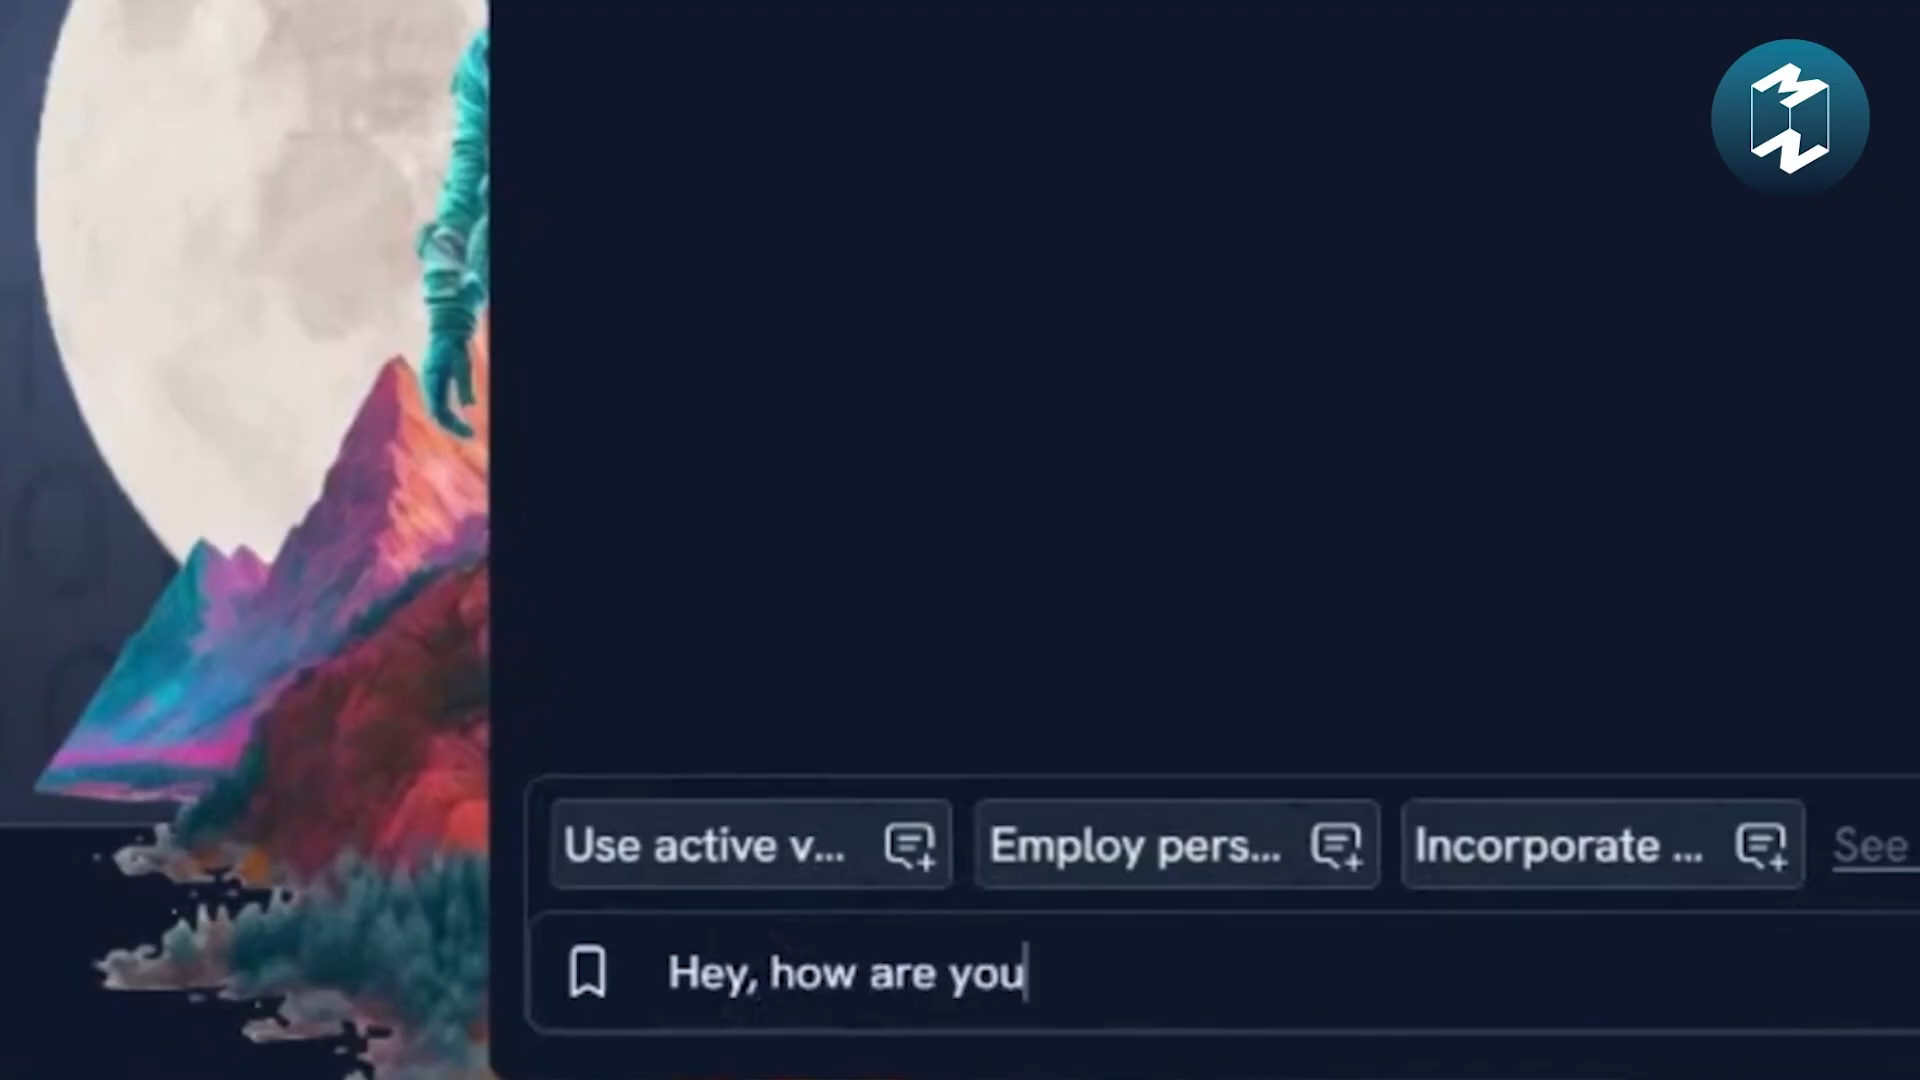 Use active v...
Employ pers...
Incorporate ...
See
Hey, how are you